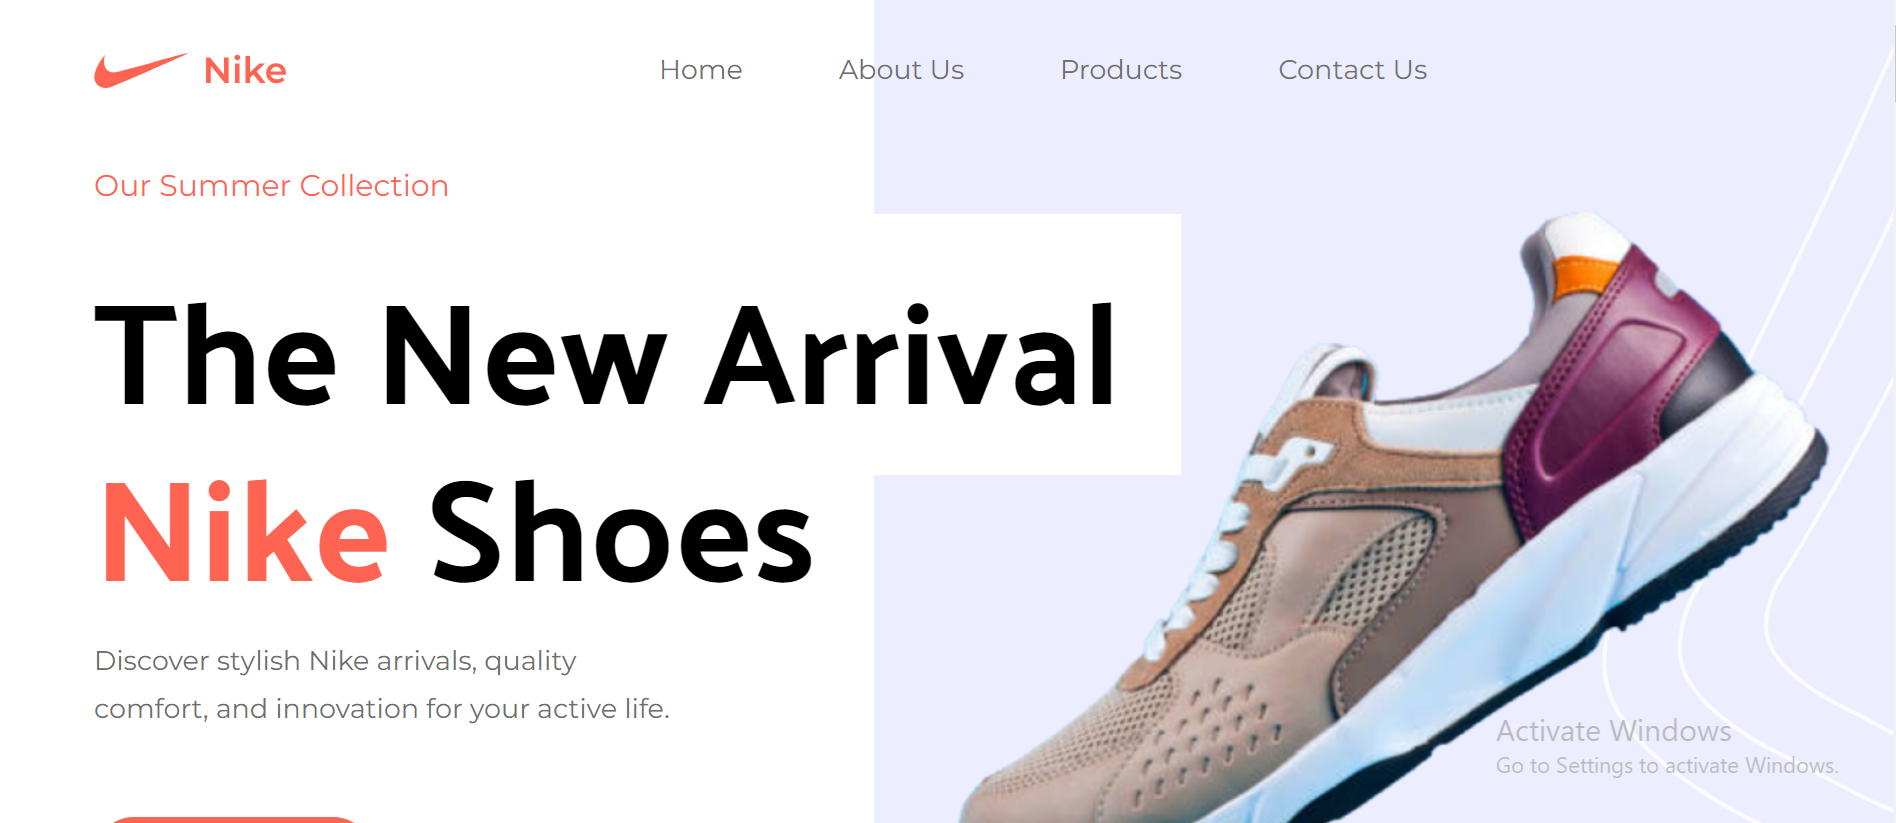 Nike
Home
About Us
Products
Contact Us
Our Summer Collection
The New Arrival
Nike Shoes
Discover stylish Nike arrivals, quality
comfort, and innovation for your active life.
Activate Windows
Go to Settings to activate Windows.